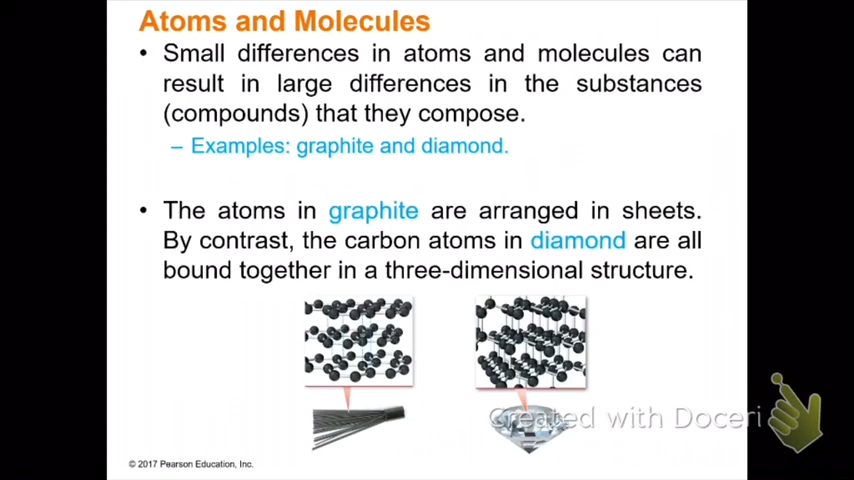 Atoms and Molecules
• Small differences in atoms and molecules can
result in large differences in the substances
(compounds) that they compose.
– Examples: graphite and diamond.
• The atoms in graphite are arranged in sheets.
By contrast, the carbon atoms in diamond are all
bound together in a three-dimensional structure.
Created with Doceri
© 2017 Pearson Education, Inc.